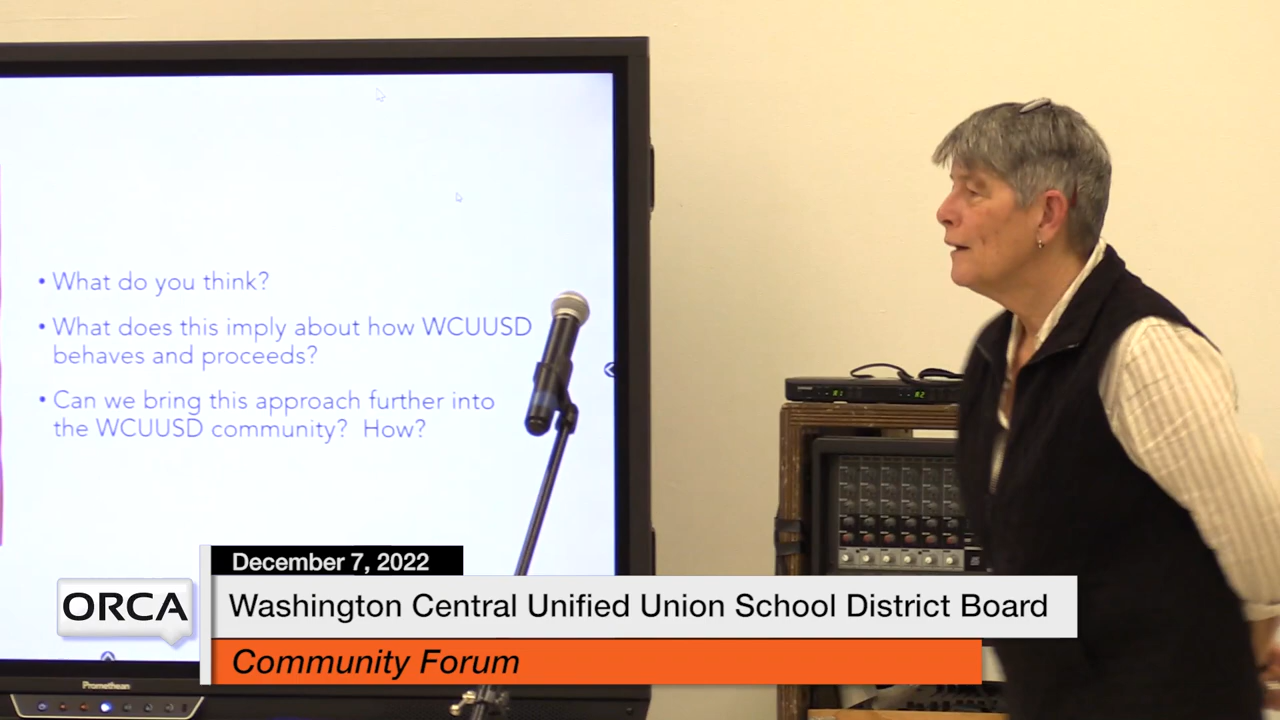 • What do you think?
• What does this imply about how WCUUSD
behaves and proceeds?
• Can we bring this approach further into
the WCUUSD community? How?
December 7, 2022
ORCA
Washington Central Unified Union School District Board
Community Forum
Promethean